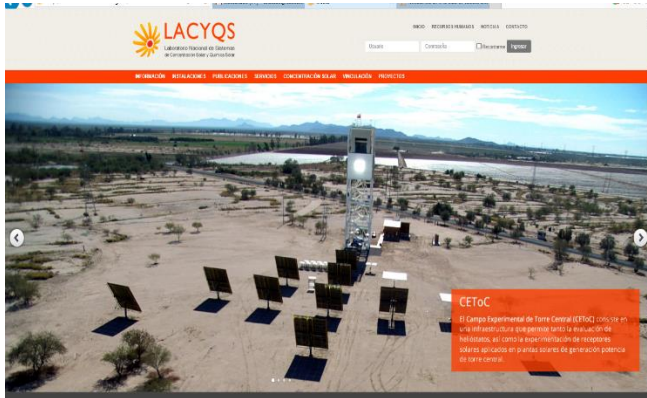 LACYQS
Laboratorio Nacional de Sistemas
de Concentración Solar y Química Solar
INICIO RECURSOS HUMANOS NOTICIAS CONTACTO
Usuario Contraseña Recordarme Ingresar
INFORMACIÓN INSTALACIONES PUBLICACIONES SERVICIOS CONCENTRACIÓN SOLAR VINCULACIÓN PROYECTOS
CEToC
El Campo Experimental de Torre Central (CEToC) consiste en
una infraestructura que permite tanto la evaluación de
helióstatos, así como la experimentación de receptores
solares aplicados en plantas solares de generación potencia
de torre central.